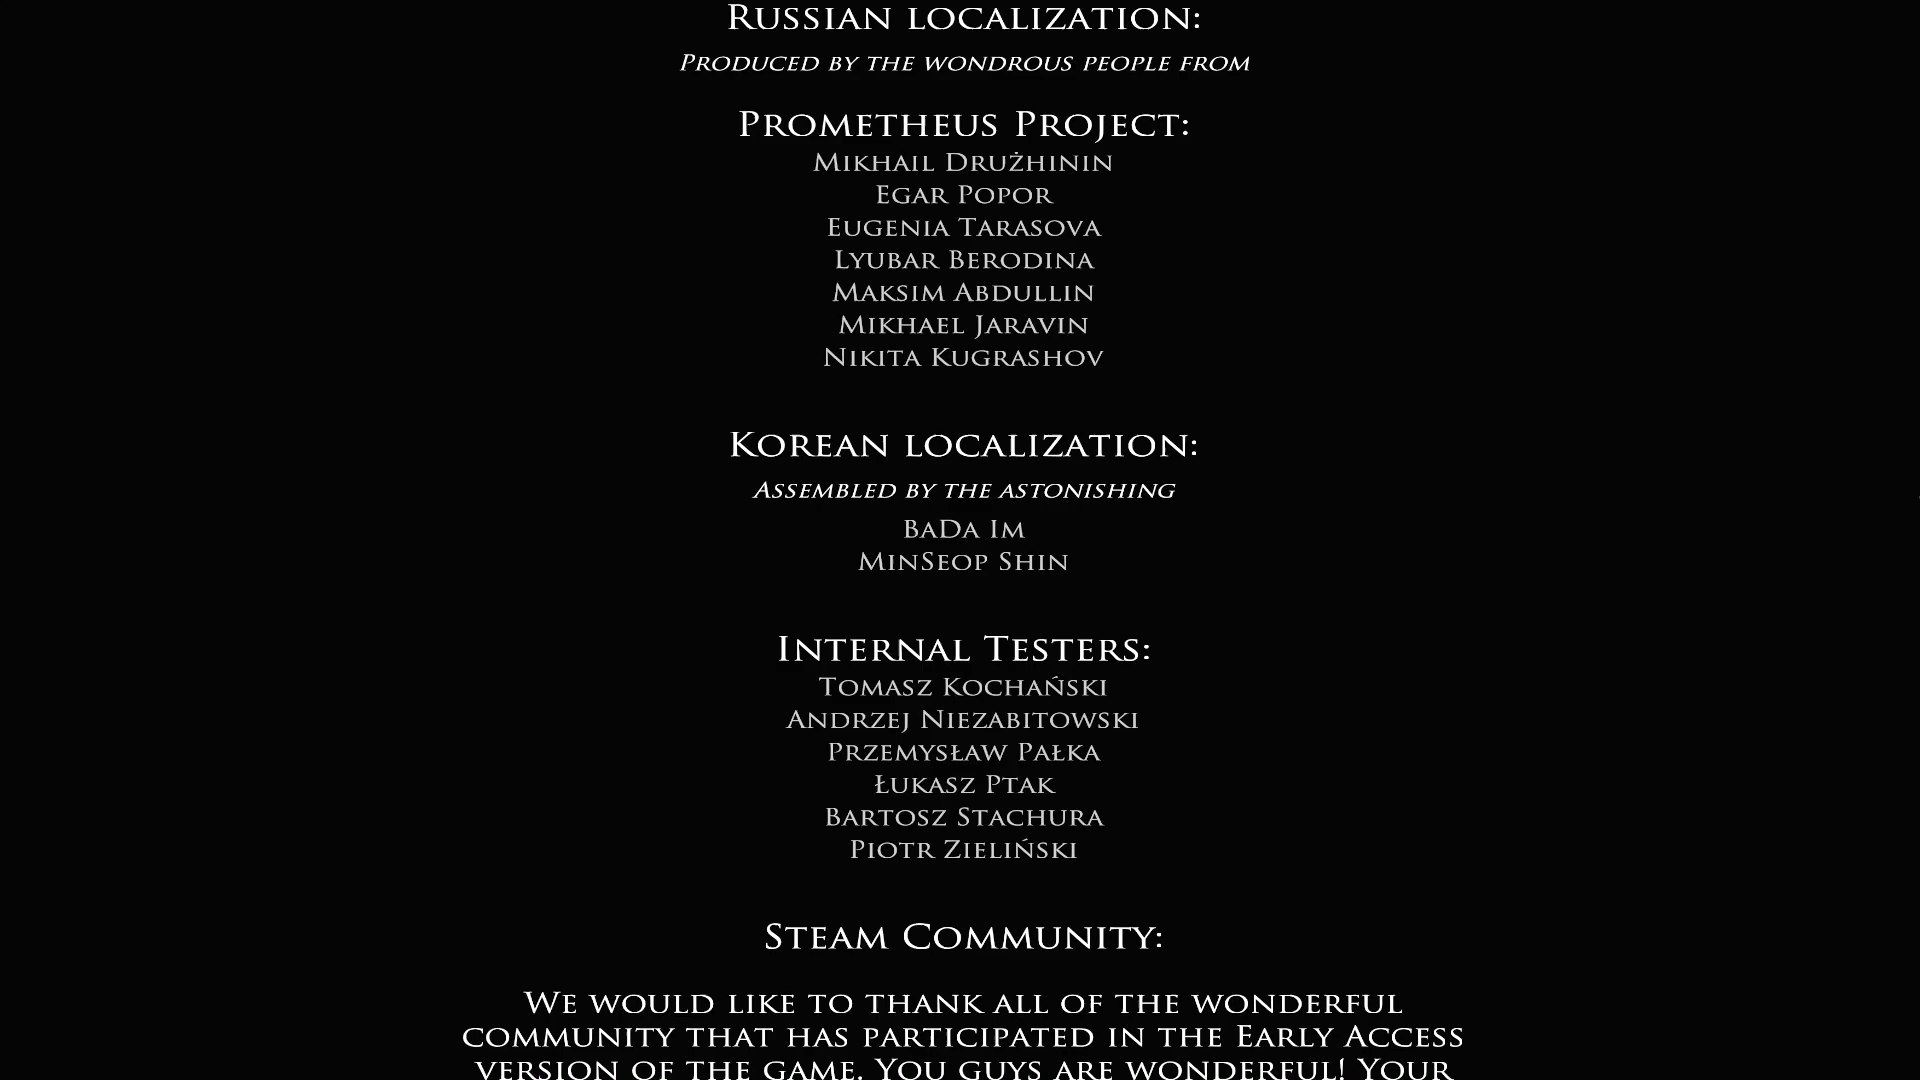 Russian localization:
Produced by the wondrous people from
Prometheus Project:
Mikhail Drużhinin
Egar Popor
Eugenia Tarasova
Lyubar Berodina
Maksim Abdullin
Mikhael Jaravin
Nikita Kugrashov
Korean localization:
Assembled by the astonishing
BaDa Im
MinSeop Shin
Internal Testers:
Tomasz Kochański
Andrzej Niezabitowski
Przemysław Pałka
Łukasz Ptak
Bartosz Stachura
Piotr Zieliński
Steam Community:
We would like to thank all of the wonderful
community that has participated in the Early Access
version of the game. You guys are wonderful! Your